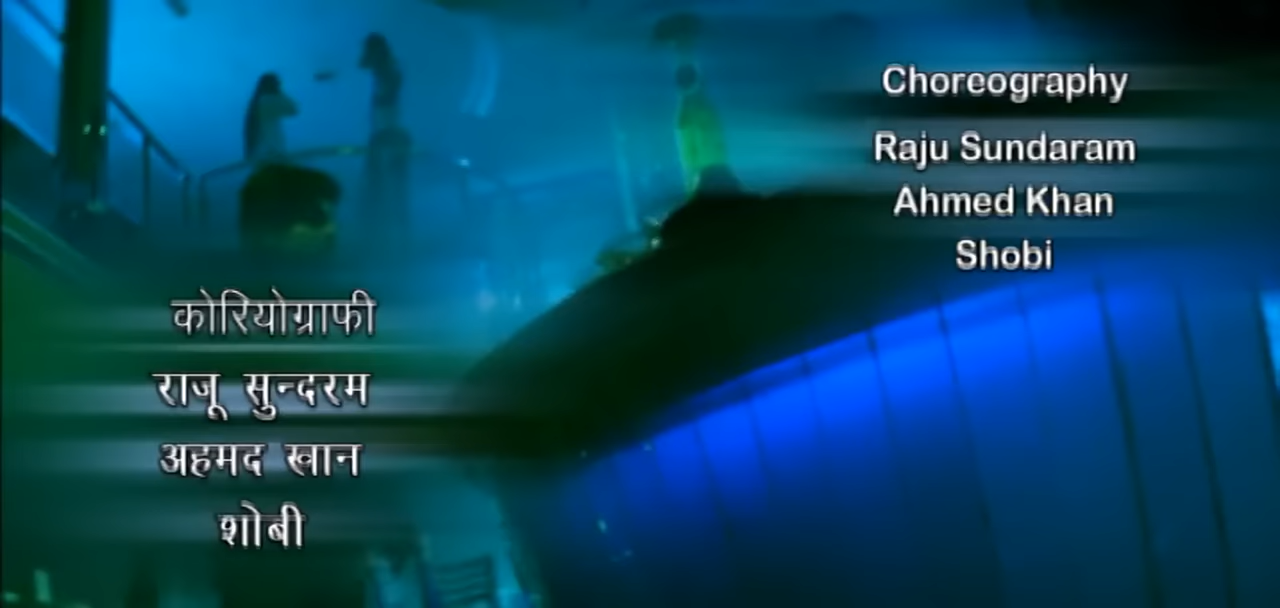 Choreography
Raju Sundaram
Ahmed Khan
Shobi
कोरियोग्राफी
राजू सुन्दरम
अहमद खान
शोबी